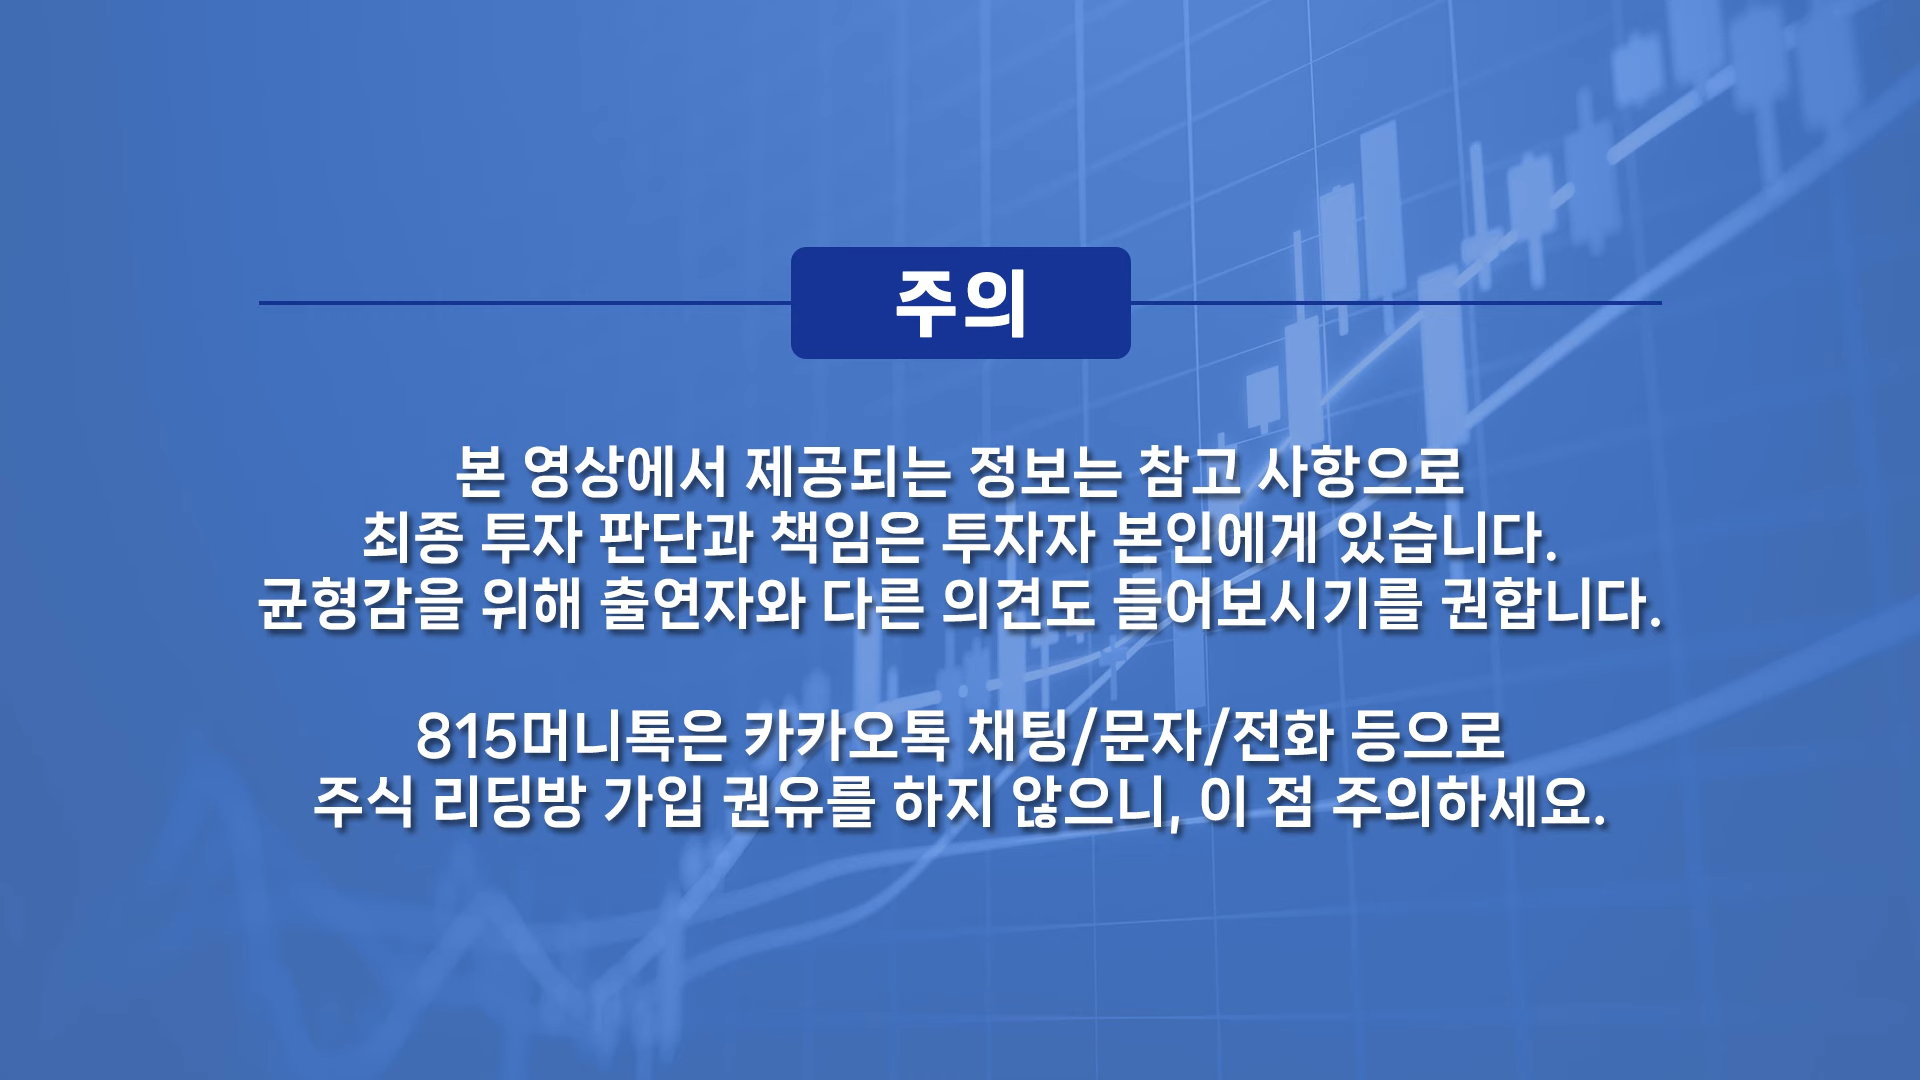 주의
본 영상에서 제공되는 정보는 참고 사항으로
최종 투자 판단과 책임은 투자자 본인에게 있습니다.
균형감을 위해 출연자와 다른 의견도 들어보시기를 권합니다.
815머니톡은 카카오톡 채팅/문자/전화 등으로
주식 리딩방 가입 권유를 하지 않으니, 이 점 주의하세요.